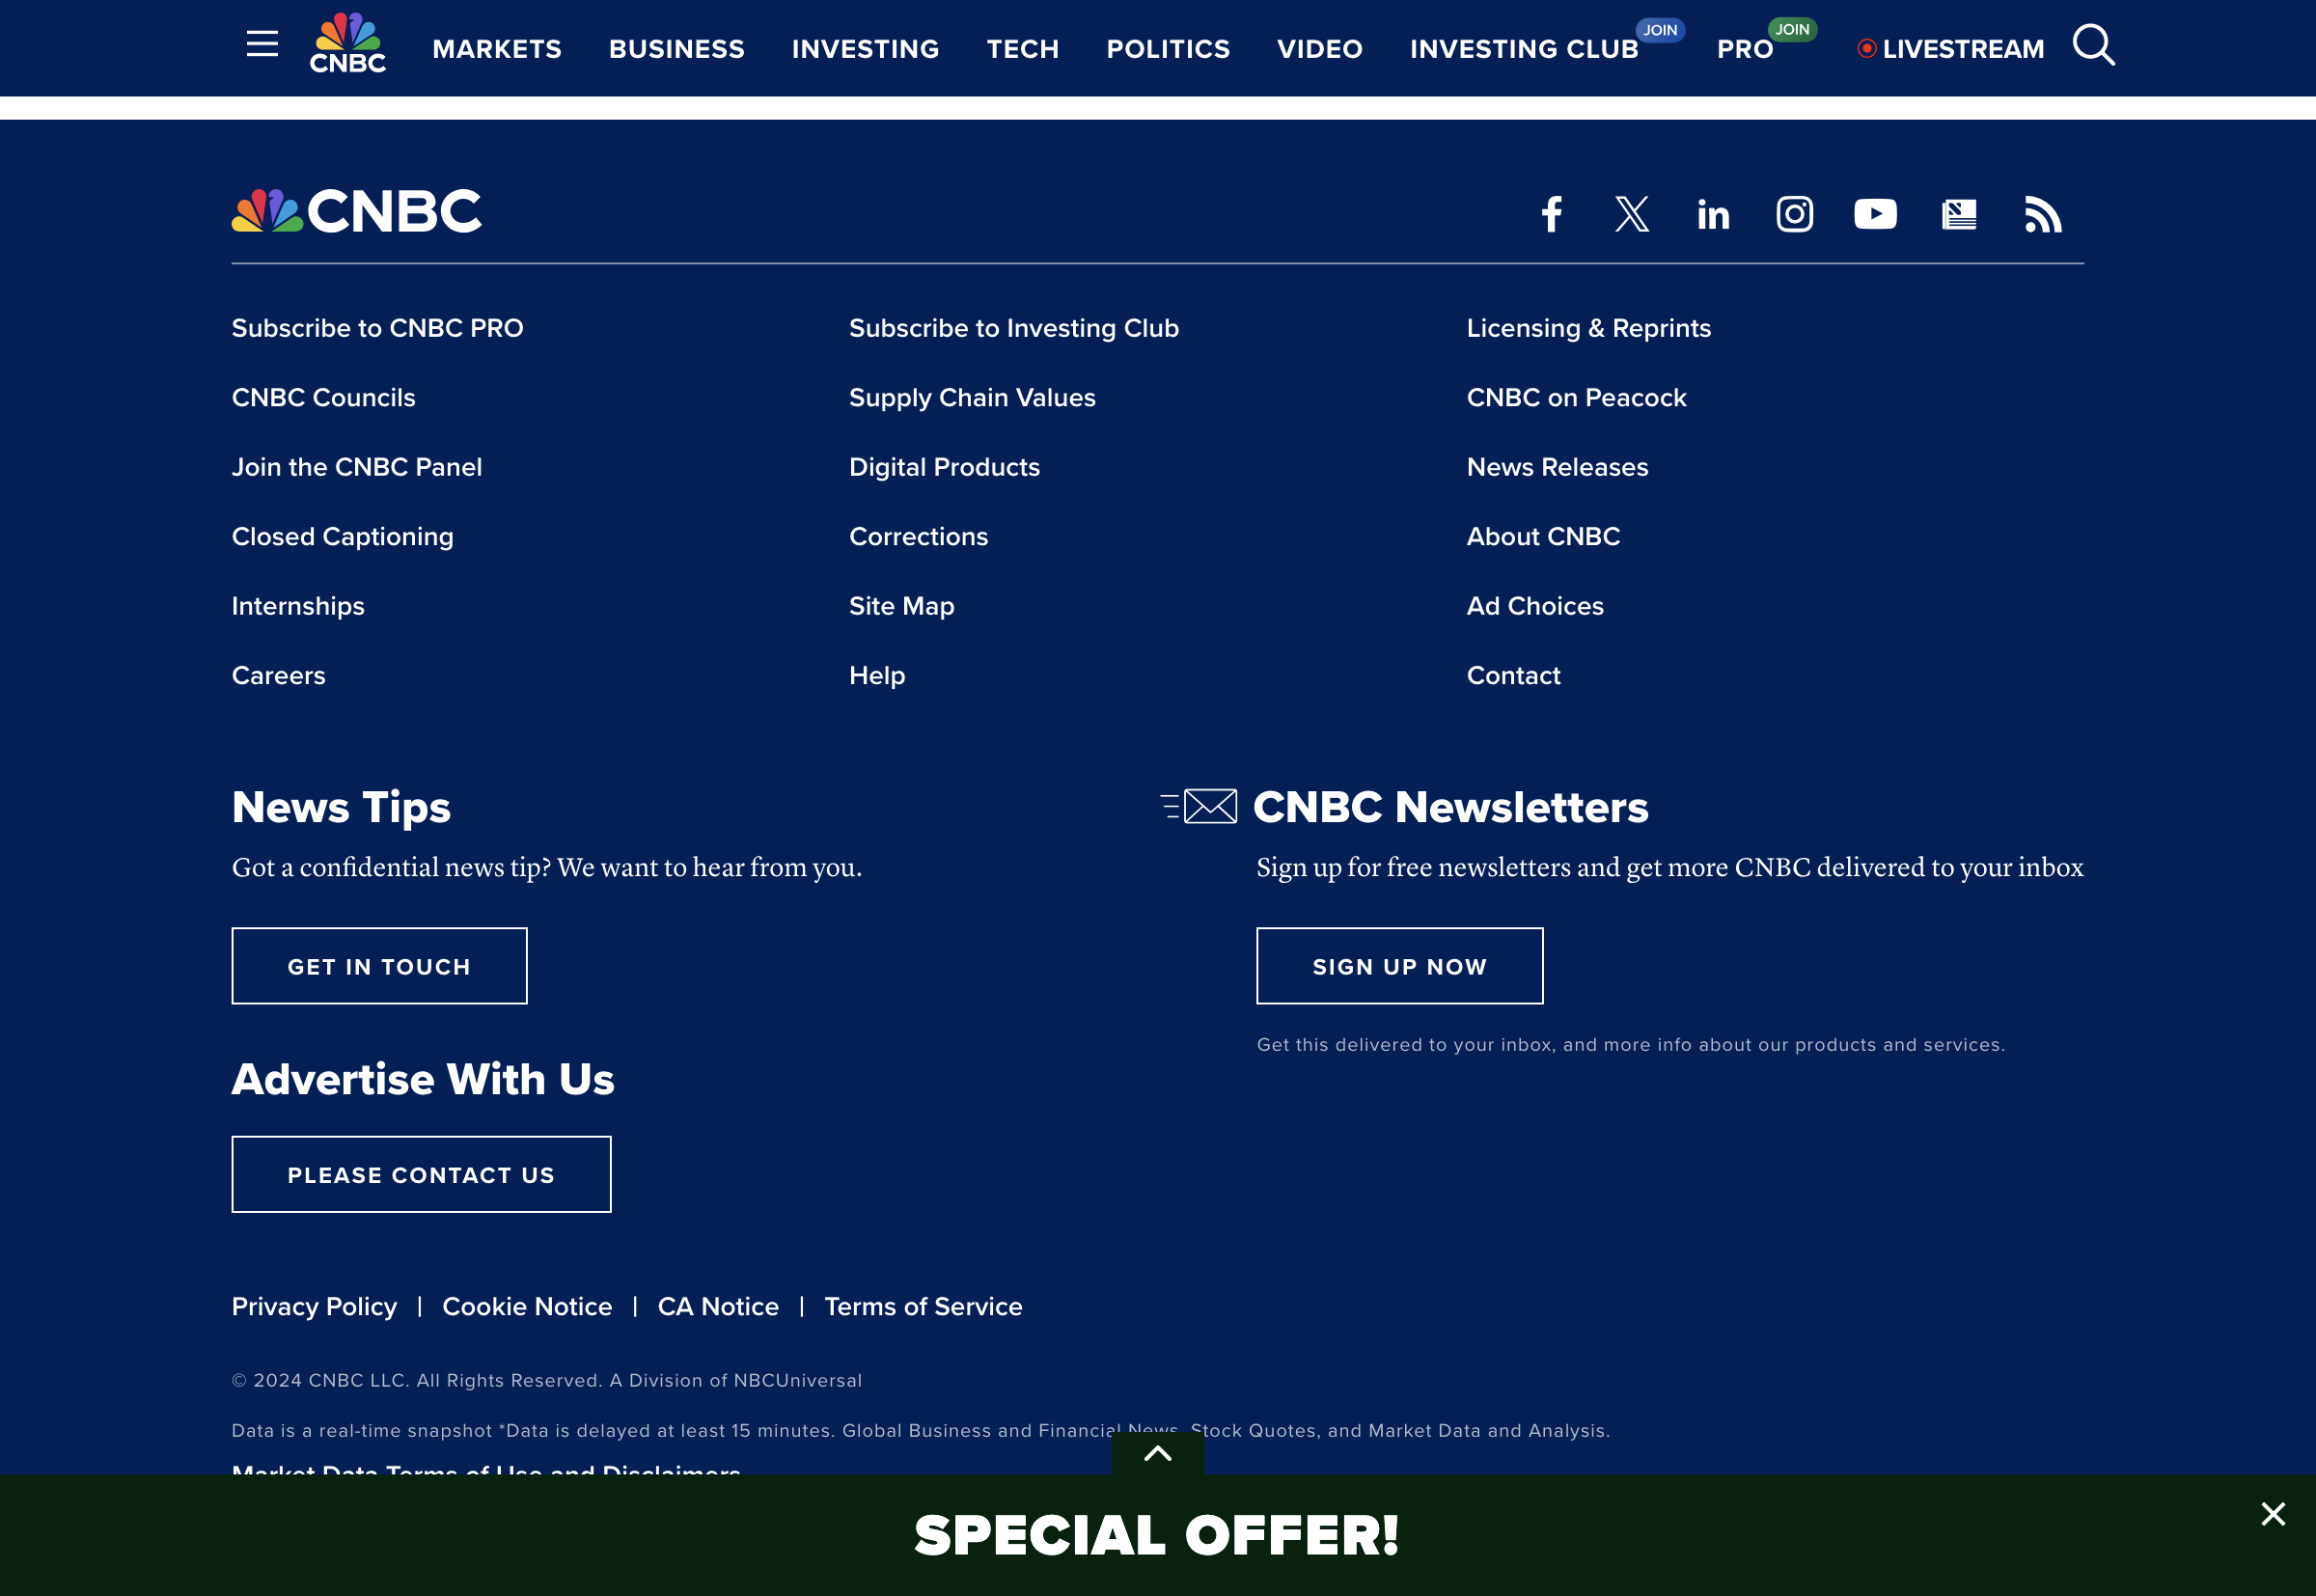 CNBC
MARKETS BUSINESS INVESTING TECH POLITICS VIDEO INVESTING CLUB JOIN PRO JOIN LIVESTREAM
CNBC
Subscribe to CNBC PRO
Subscribe to Investing Club
Licensing & Reprints
CNBC Councils
Supply Chain Values
CNBC on Peacock
Join the CNBC Panel
Digital Products
News Releases
Closed Captioning
Corrections
About CNBC
Internships
Site Map
Ad Choices
Careers
Help
Contact
News Tips
Got a confidential news tip? We want to hear from you.
GET IN TOUCH
CNBC Newsletters
Sign up for free newsletters and get more CNBC delivered to your inbox
SIGN UP NOW
Get this delivered to your inbox, and more info about our products and services.
Advertise With Us
PLEASE CONTACT US
Privacy Policy | Cookie Notice | CA Notice | Terms of Service
© 2024 CNBC LLC. All Rights Reserved. A Division of NBCUniversal
Data is a real-time snapshot *Data is delayed at least 15 minutes. Global Business and Financial News, Stock Quotes, and Market Data and Analysis.
Market Data Terms of Use and Disclaimers
SPECIAL OFFER!